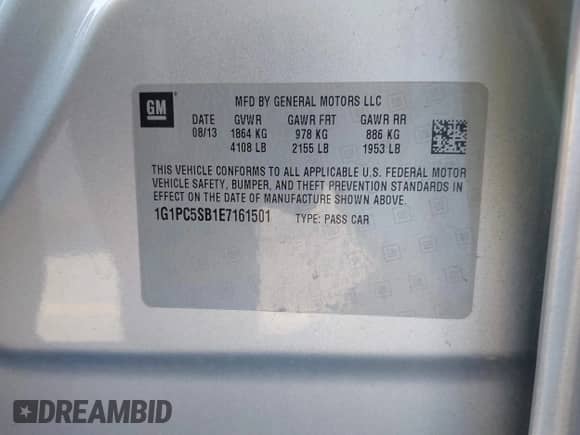 GM
MFD BY GENERAL MOTORS LLC
DATE GVWR GAWR FRT GAWR RR
08/13 1864 KG 978 KG 886 KG
4108 LB 2155 LB 1953 LB
THIS VEHICLE CONFORMS TO ALL APPLICABLE U.S. FEDERAL MOTOR
VEHICLE SAFETY, BUMPER, AND THEFT PREVENTION STANDARDS IN
EFFECT ON THE DATE OF MANUFACTURE SHOWN ABOVE.
1G1PC5SB1E7161501 TYPE: PASS CAR
DREAMBID